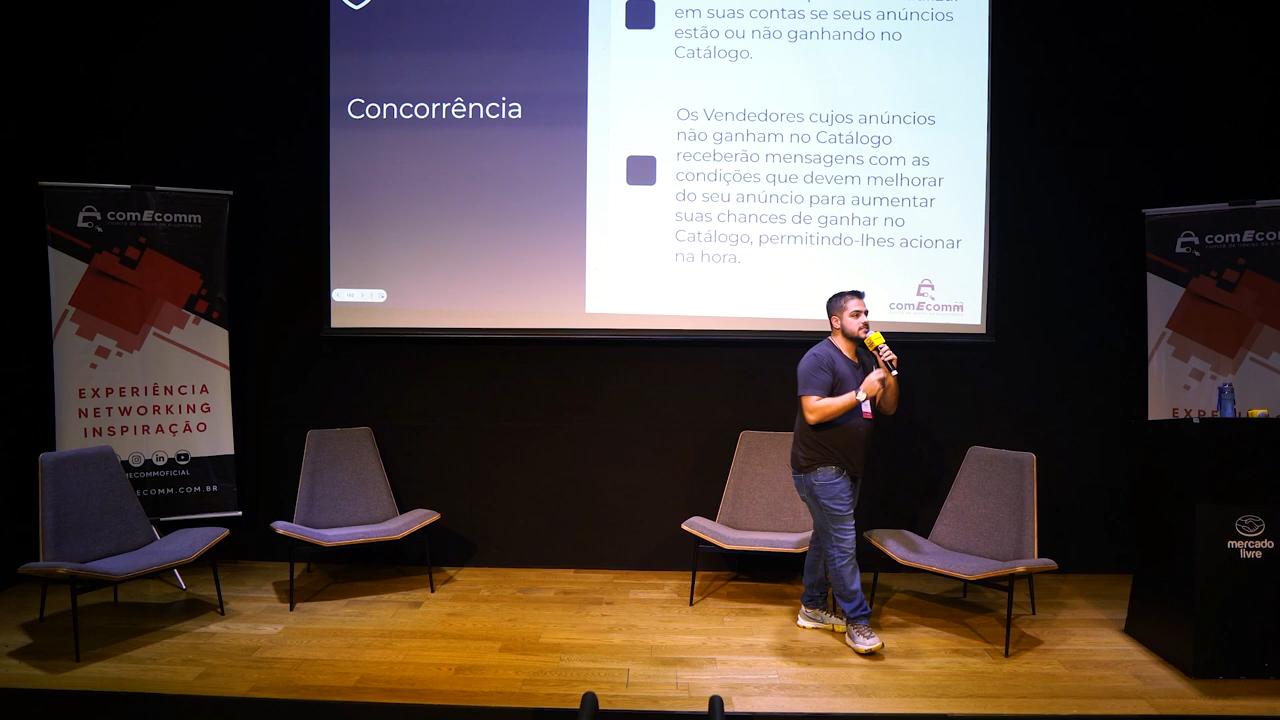 em suas contas se seus anúncios
estão ou não ganhando no
Catálogo.
Concorrência
Os Vendedores cujos anúncios
não ganham no Catálogo
receberão mensagens com as
condições que devem melhorar
do seu anúncio para aumentar
suas chances de ganhar no
Catálogo, permitindo-lhes acionar
na hora.
comEcomm
comEcomm
EXPERIÊNCIA
NETWORKING
INSPIRAÇÃO
ECOMMOFICIAL
ECOMM.COM.BR
comEco
EXPE
mercado
livre